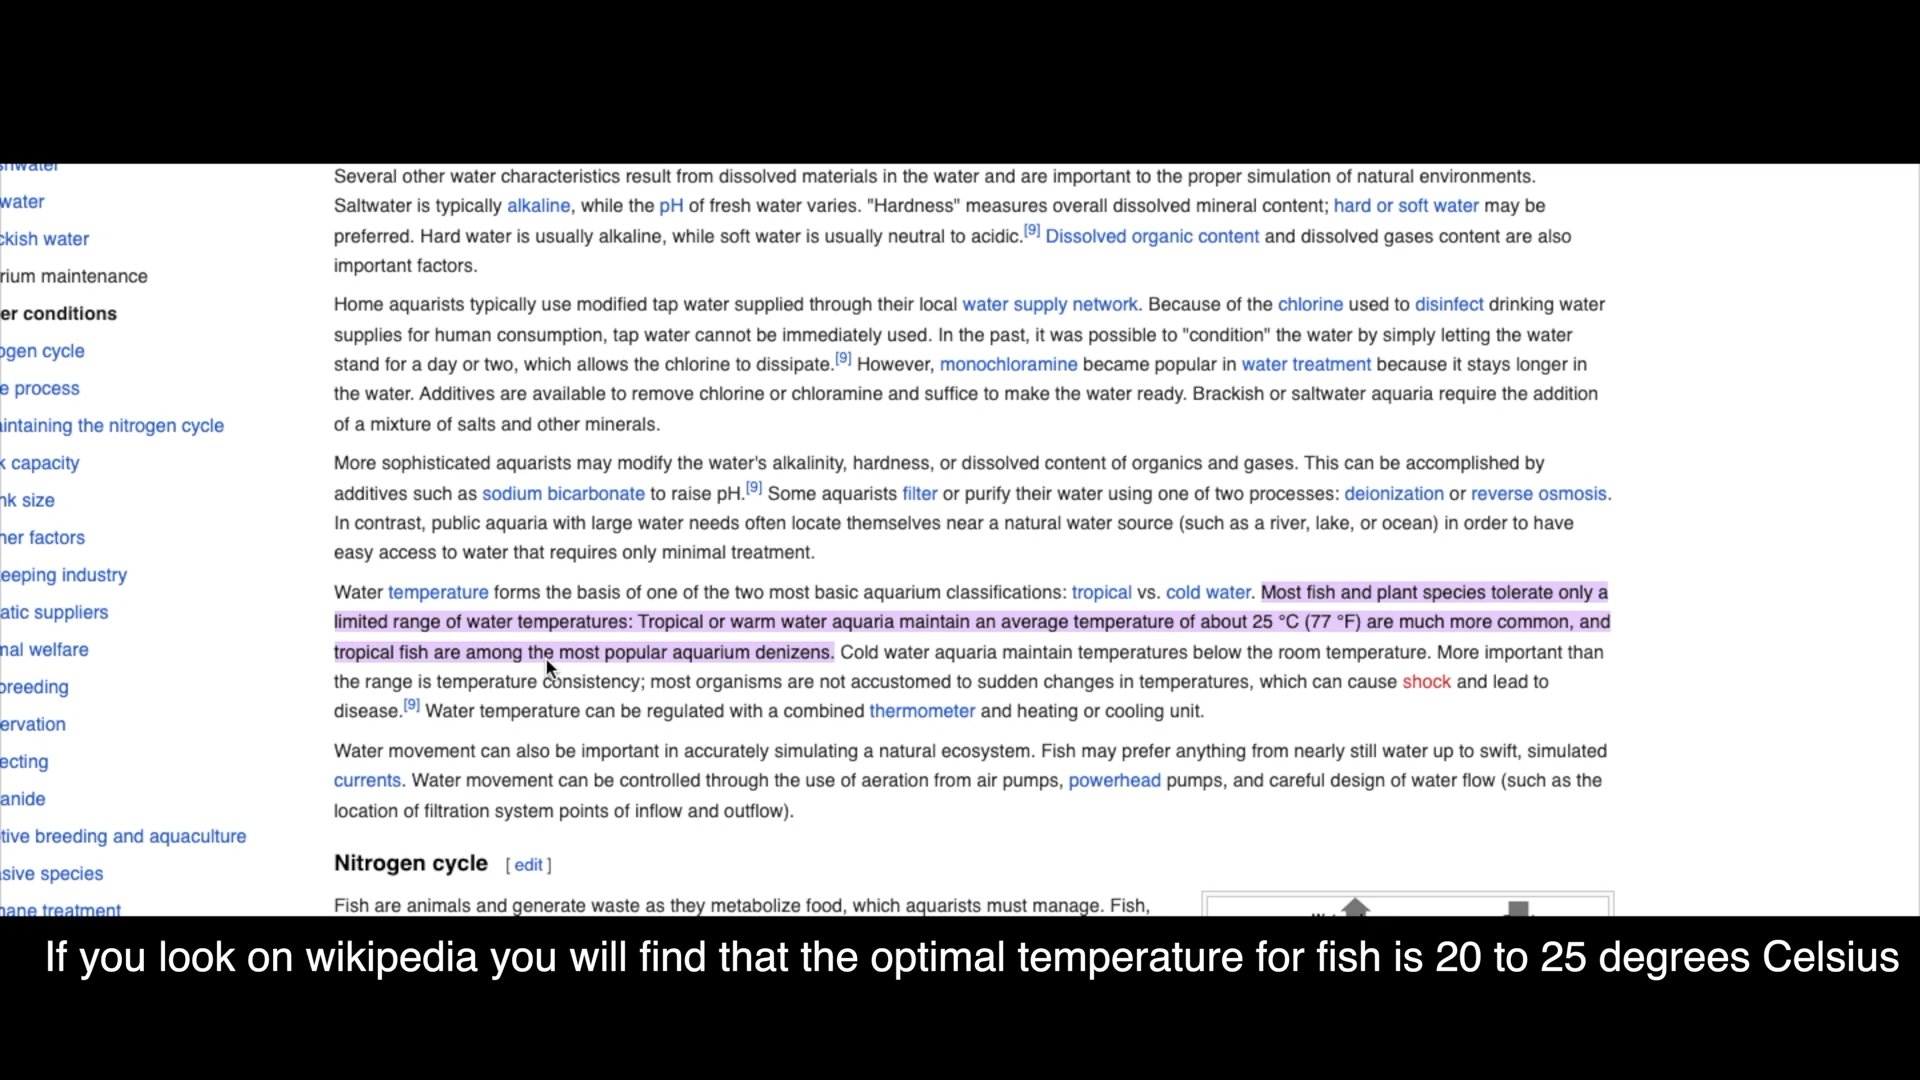 water
ckish water
rium maintenance
er conditions
ogen cycle
e process
intaining the nitrogen cycle
k capacity
nk size
her factors
eeping industry
atic suppliers
mal welfare
breeding
ervation
ecting
anide
tive breeding and aquaculture
sive species
mane treatment
Several other water characteristics result from dissolved materials in the water and are important to the proper simulation of natural environments.
Saltwater is typically alkaline, while the pH of fresh water varies. "Hardness" measures overall dissolved mineral content; hard or soft water may be
preferred. Hard water is usually alkaline, while soft water is usually neutral to acidic.[9] Dissolved organic content and dissolved gases content are also
important factors.
Home aquarists typically use modified tap water supplied through their local water supply network. Because of the chlorine used to disinfect drinking water
supplies for human consumption, tap water cannot be immediately used. In the past, it was possible to "condition" the water by simply letting the water
stand for a day or two, which allows the chlorine to dissipate.[9] However, monochloramine became popular in water treatment because it stays longer in
the water. Additives are available to remove chlorine or chloramine and suffice to make the water ready. Brackish or saltwater aquaria require the addition
of a mixture of salts and other minerals.
More sophisticated aquarists may modify the water's alkalinity, hardness, or dissolved content of organics and gases. This can be accomplished by
additives such as sodium bicarbonate to raise pH.[9] Some aquarists filter or purify their water using one of two processes: deionization or reverse osmosis.
In contrast, public aquaria with large water needs often locate themselves near a natural water source (such as a river, lake, or ocean) in order to have
easy access to water that requires only minimal treatment.
Water temperature forms the basis of one of the two most basic aquarium classifications: tropical vs. cold water. Most fish and plant species tolerate only a
limited range of water temperatures: Tropical or warm water aquaria maintain an average temperature of about 25 °C (77 °F) are much more common, and
tropical fish are among the most popular aquarium denizens. Cold water aquaria maintain temperatures below the room temperature. More important than
the range is temperature consistency; most organisms are not accustomed to sudden changes in temperatures, which can cause shock and lead to
disease.[9] Water temperature can be regulated with a combined thermometer and heating or cooling unit.
Water movement can also be important in accurately simulating a natural ecosystem. Fish may prefer anything from nearly still water up to swift, simulated
currents. Water movement can be controlled through the use of aeration from air pumps, powerhead pumps, and careful design of water flow (such as the
location of filtration system points of inflow and outflow).
Nitrogen cycle [ edit ]
Fish are animals and generate waste as they metabolize food, which aquarists must manage. Fish,
If you look on wikipedia you will find that the optimal temperature for fish is 20 to 25 degrees Celsius